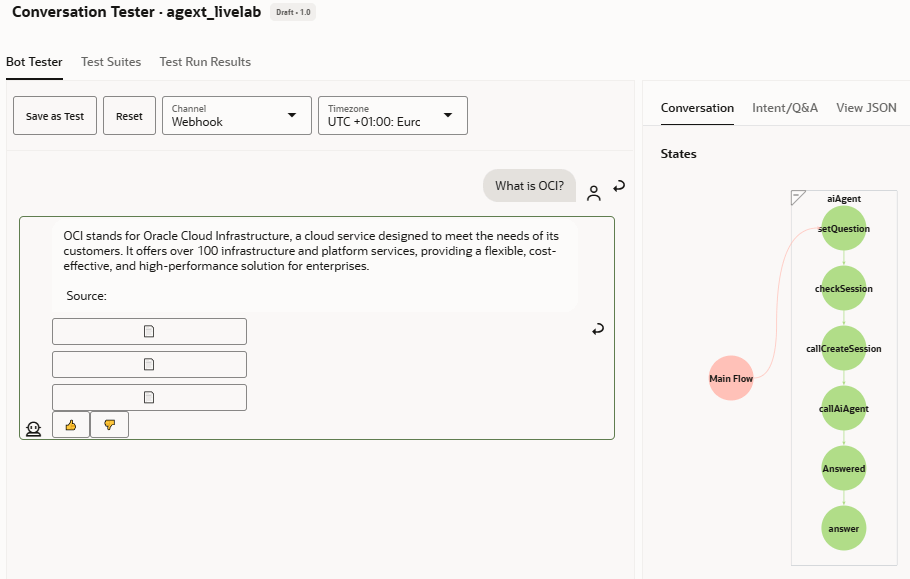 Conversation Tester · agext_livelab Draft • 1.0
Bot Tester Test Suites Test Run Results
Save as Test
Reset
Channel
Webhook
Timezone
UTC +01:00: Eurc
What is OCI?
OCI stands for Oracle Cloud Infrastructure, a cloud service designed to meet the needs of its
customers. It offers over 100 infrastructure and platform services, providing a flexible, cost-
effective, and high-performance solution for enterprises.
Source:
Conversation Intent/Q&A View JSON
States
aiAgent
setQuestion
checkSession
callCreateSession
Main Flow
callAiAgent
Answered
answer